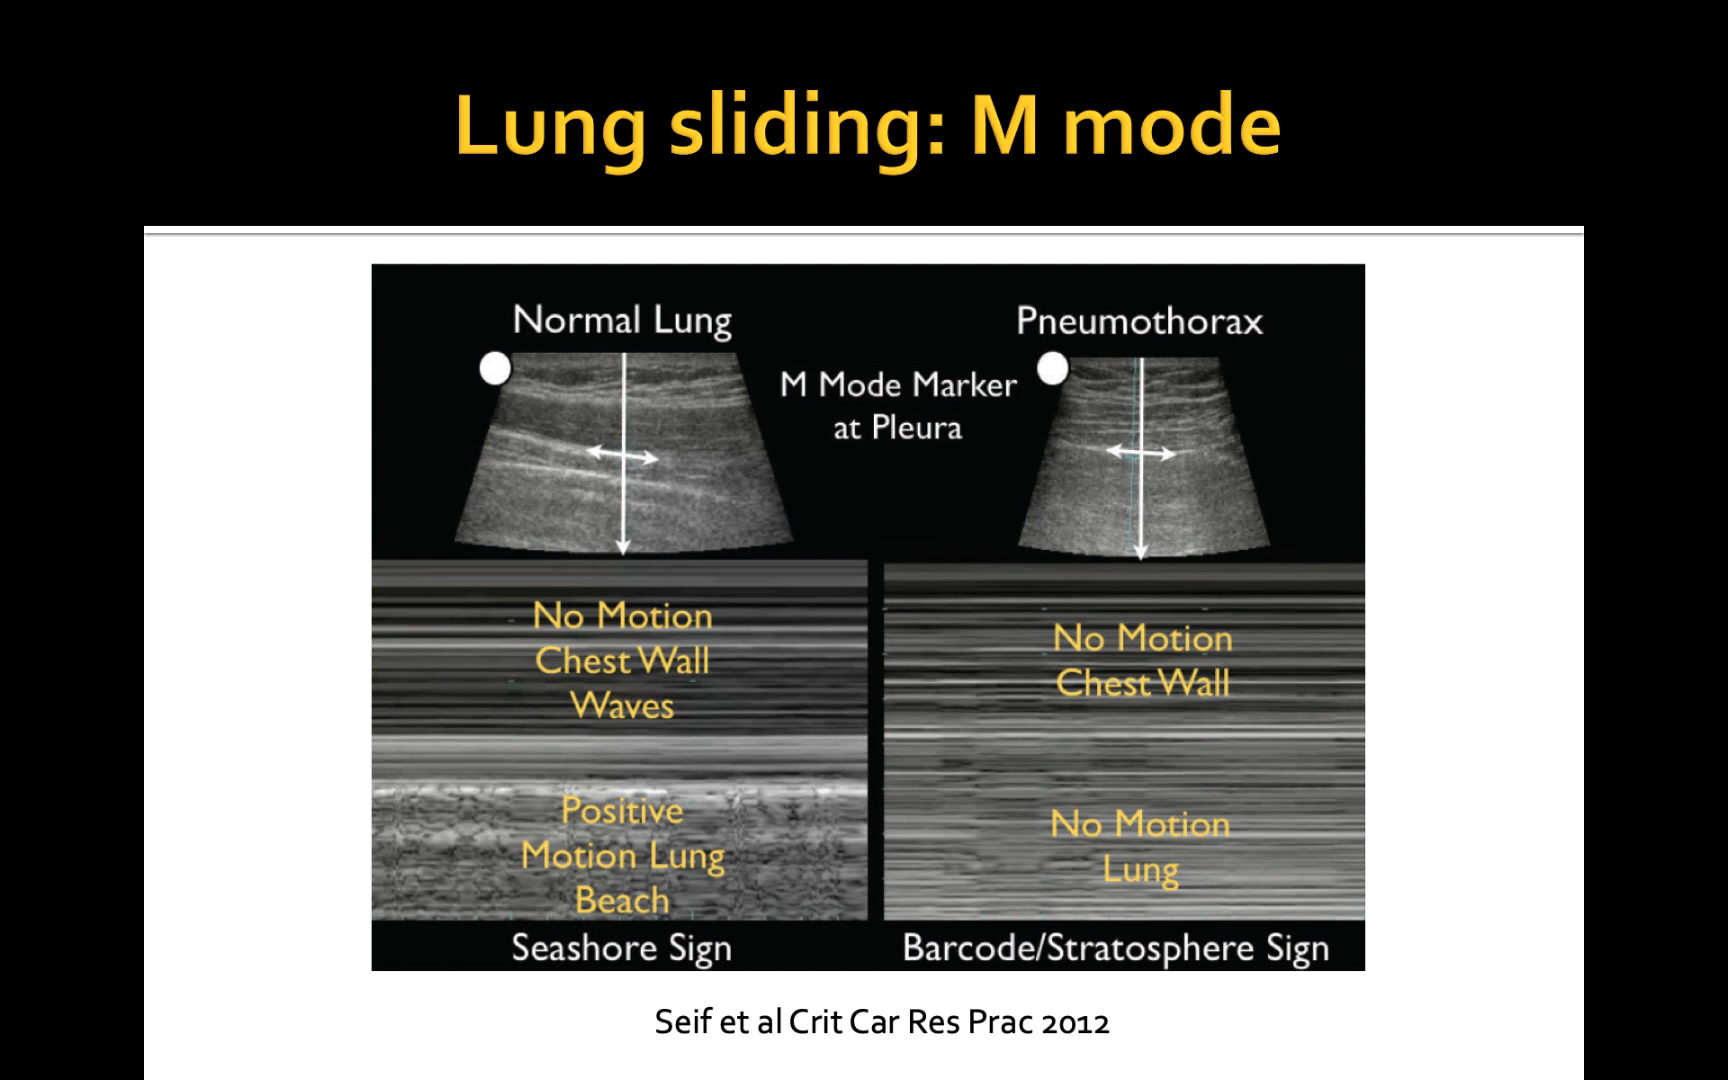 Lung sliding: M mode
Normal Lung
Pneumothorax
M Mode Marker
at Pleura
No Motion
Chest Wall
Waves
Positive
Motion Lung
Beach
No Motion
Chest Wall
No Motion
Lung
Seashore Sign
Barcode/Stratosphere Sign
Seif et al Crit Car Res Prac 2012